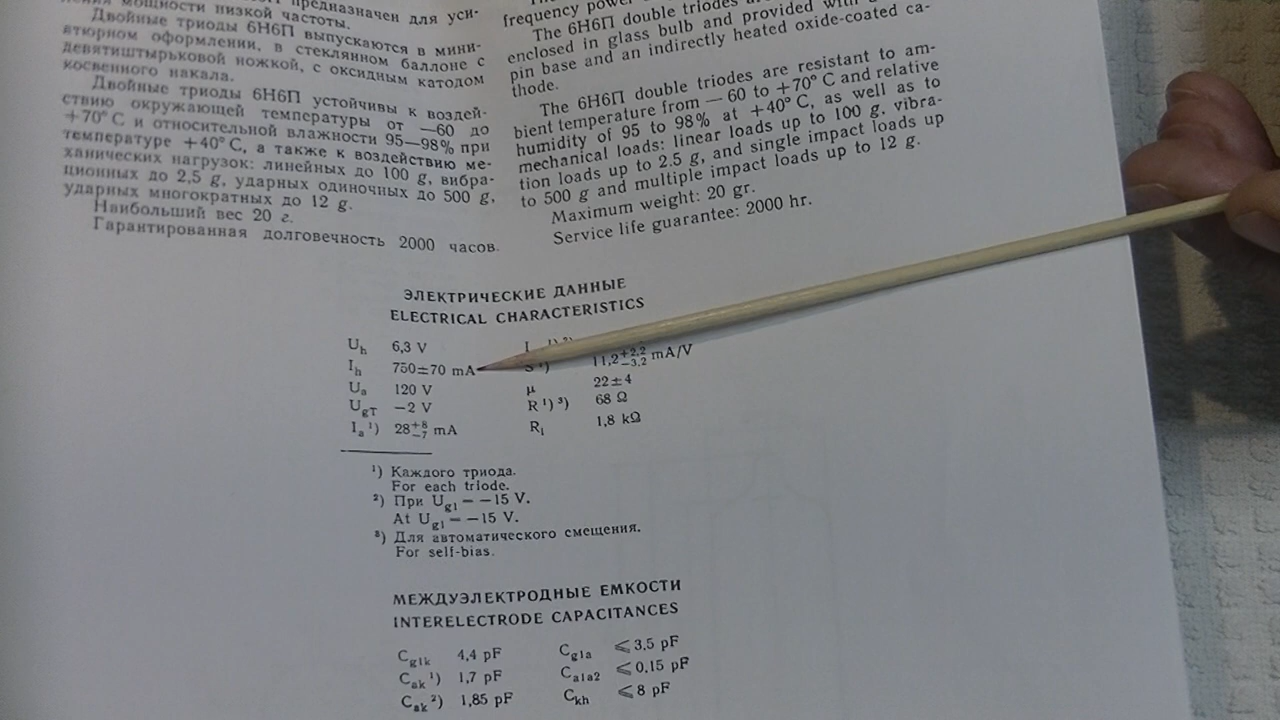 предназначен для уси-
мощности низкой частоты.
Двойные триоды 6Н6П выпускаются в мини-
атюрном оформлении, в стеклянном баллоне с
девятиштырьковой ножкой, с оксидным катодом
косвенного накала.
Двойные триоды 6Н6П устойчивы к воздей-
ствию окружающей температуры от —60 до
+70° С и относительной влажности 95—98% при
температуре +40° С, а также к воздействию ме-
ханических нагрузок: линейных до 100 g, вибра-
ционных до 2,5 g, ударных одиночных до 500 g,
ударных многократных до 12 g.
Наибольший вес 20 г.
Гарантированная долговечность 2000 часов.
frequency power
The 6Н6П double triodes
enclosed in glass bulb and provided with
pin base and an indirectly heated oxide-coated ca-
thode.
The 6Н6П double triodes are resistant to am-
bient temperature from — 60 to +70° C and relative
humidity of 95 to 98% at +40° C, as well as to
mechanical loads: linear loads up to 100 g, vibra-
tion loads up to 2.5 g, and single impact loads up
to 500 g and multiple impact loads up to 12 g.
Maximum weight: 20 gr.
Service life guarantee: 2000 hr.
ЭЛЕКТРИЧЕСКИЕ ДАННЫЕ
ELECTRICAL CHARACTERISTICS
Uh 6,3 V
Ih 750±70 mA
Ua 120 V
UgT —2 V
Ia ¹) 28+8−7 mA
S ¹) 11,2+2,2−3,2 mA/V
μ 22±4
R ¹) ³) 68 Ω
Ri 1,8 kΩ
¹) Каждого триода.
For each triode.
²) При Ug1 = —15 V.
At Ug1 = —15 V.
³) Для автоматического смещения.
For self-bias.
МЕЖДУЭЛЕКТРОДНЫЕ ЕМКОСТИ
INTERELECTRODE CAPACITANCES
Cg1k 4,4 pF Cg1a ⩽3,5 pF
Cak ¹) 1,7 pF Ca1a2 ⩽0,15 pF
Cak ²) 1,85 pF Ckh ⩽8 pF